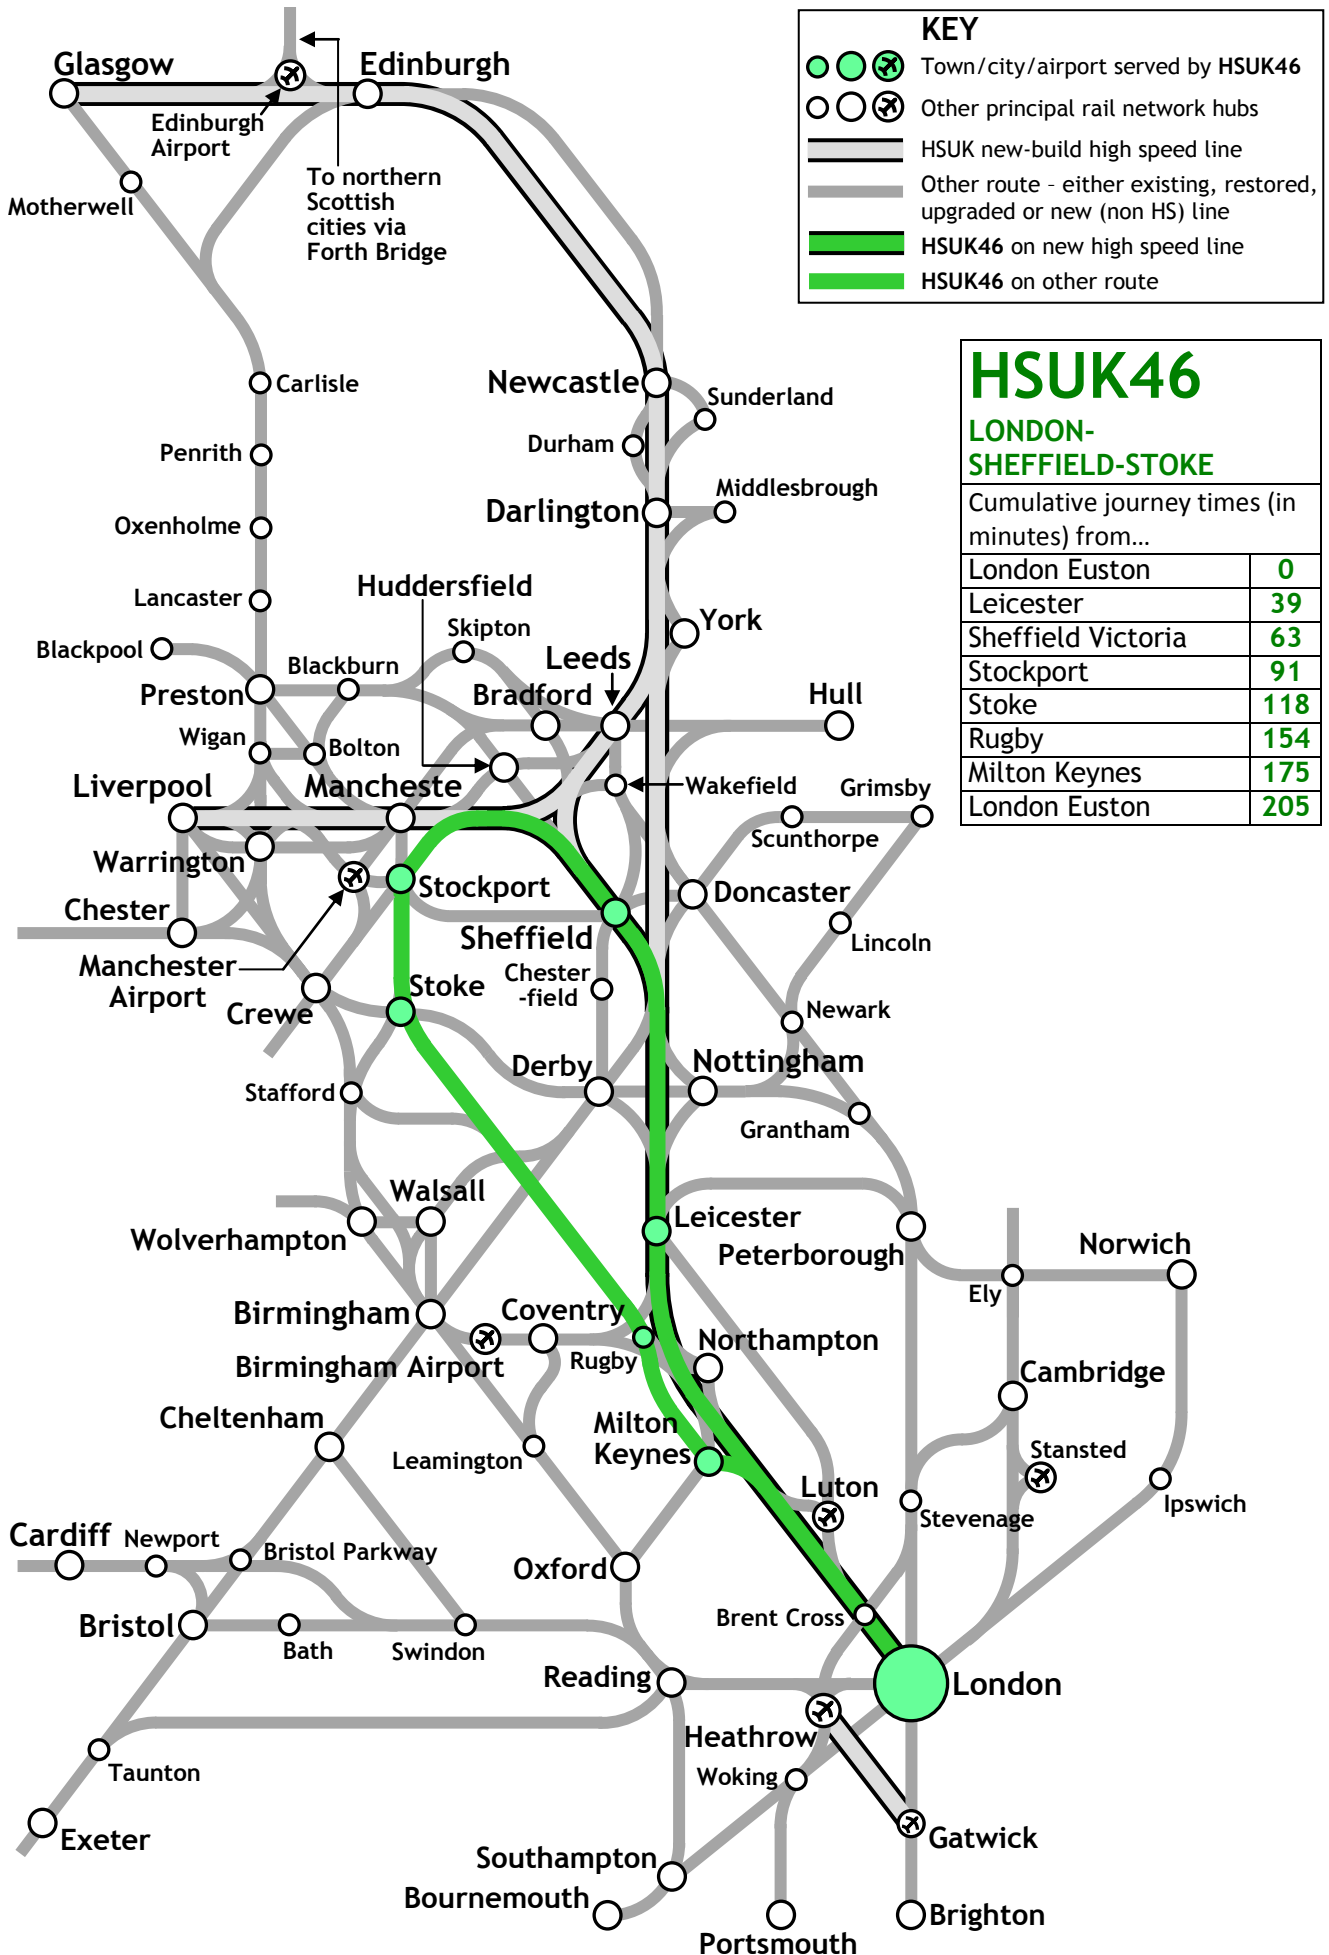 KEY
Town/city/airport served by HSUK46
Other principal rail network hubs
HSUK new-build high speed line
Other route - either existing, restored,
upgraded or new (non HS) line
HSUK46 on new high speed line
HSUK46 on other route
HSUK46
LONDON-
SHEFFIELD-STOKE
Cumulative journey times (in
minutes) from...
London Euston 0
Leicester 39
Sheffield Victoria 63
Stockport 91
Stoke 118
Rugby 154
Milton Keynes 175
London Euston 205
Glasgow
Edinburgh
Edinburgh
Airport
To northern
Scottish
cities via
Forth Bridge
Motherwell
Carlisle
Newcastle
Sunderland
Durham
Penrith
Middlesbrough
Darlington
Oxenholme
Huddersfield
Lancaster
York
Skipton
Blackpool
Leeds
Blackburn
Preston
Bradford
Hull
Wigan
Bolton
Liverpool
Mancheste
Wakefield
Grimsby
Scunthorpe
Warrington
Stockport
Doncaster
Chester
Sheffield
Lincoln
Manchester
Airport
Chester
-field
Stoke
Crewe
Newark
Derby
Nottingham
Stafford
Grantham
Walsall
Leicester
Wolverhampton
Peterborough
Norwich
Ely
Birmingham
Coventry
Northampton
Rugby
Birmingham Airport
Cambridge
Cheltenham
Milton
Keynes
Leamington
Stansted
Luton
Ipswich
Stevenage
Cardiff
Newport
Bristol Parkway
Oxford
Bristol
Brent Cross
Bath
Swindon
Reading
London
Heathrow
Taunton
Woking
Exeter
Gatwick
Southampton
Bournemouth
Brighton
Portsmouth